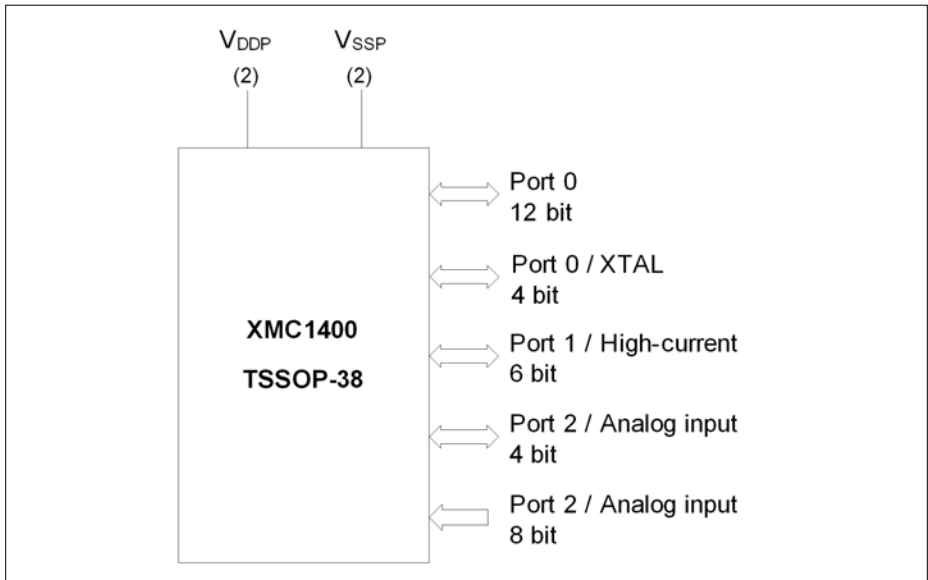 VDDP VSSP
(2) (2)
Port 0
12 bit
Port 0 / XTAL
4 bit
XMC1400
TSSOP-38
Port 1 / High-current
6 bit
Port 2 / Analog input
4 bit
Port 2 / Analog input
8 bit